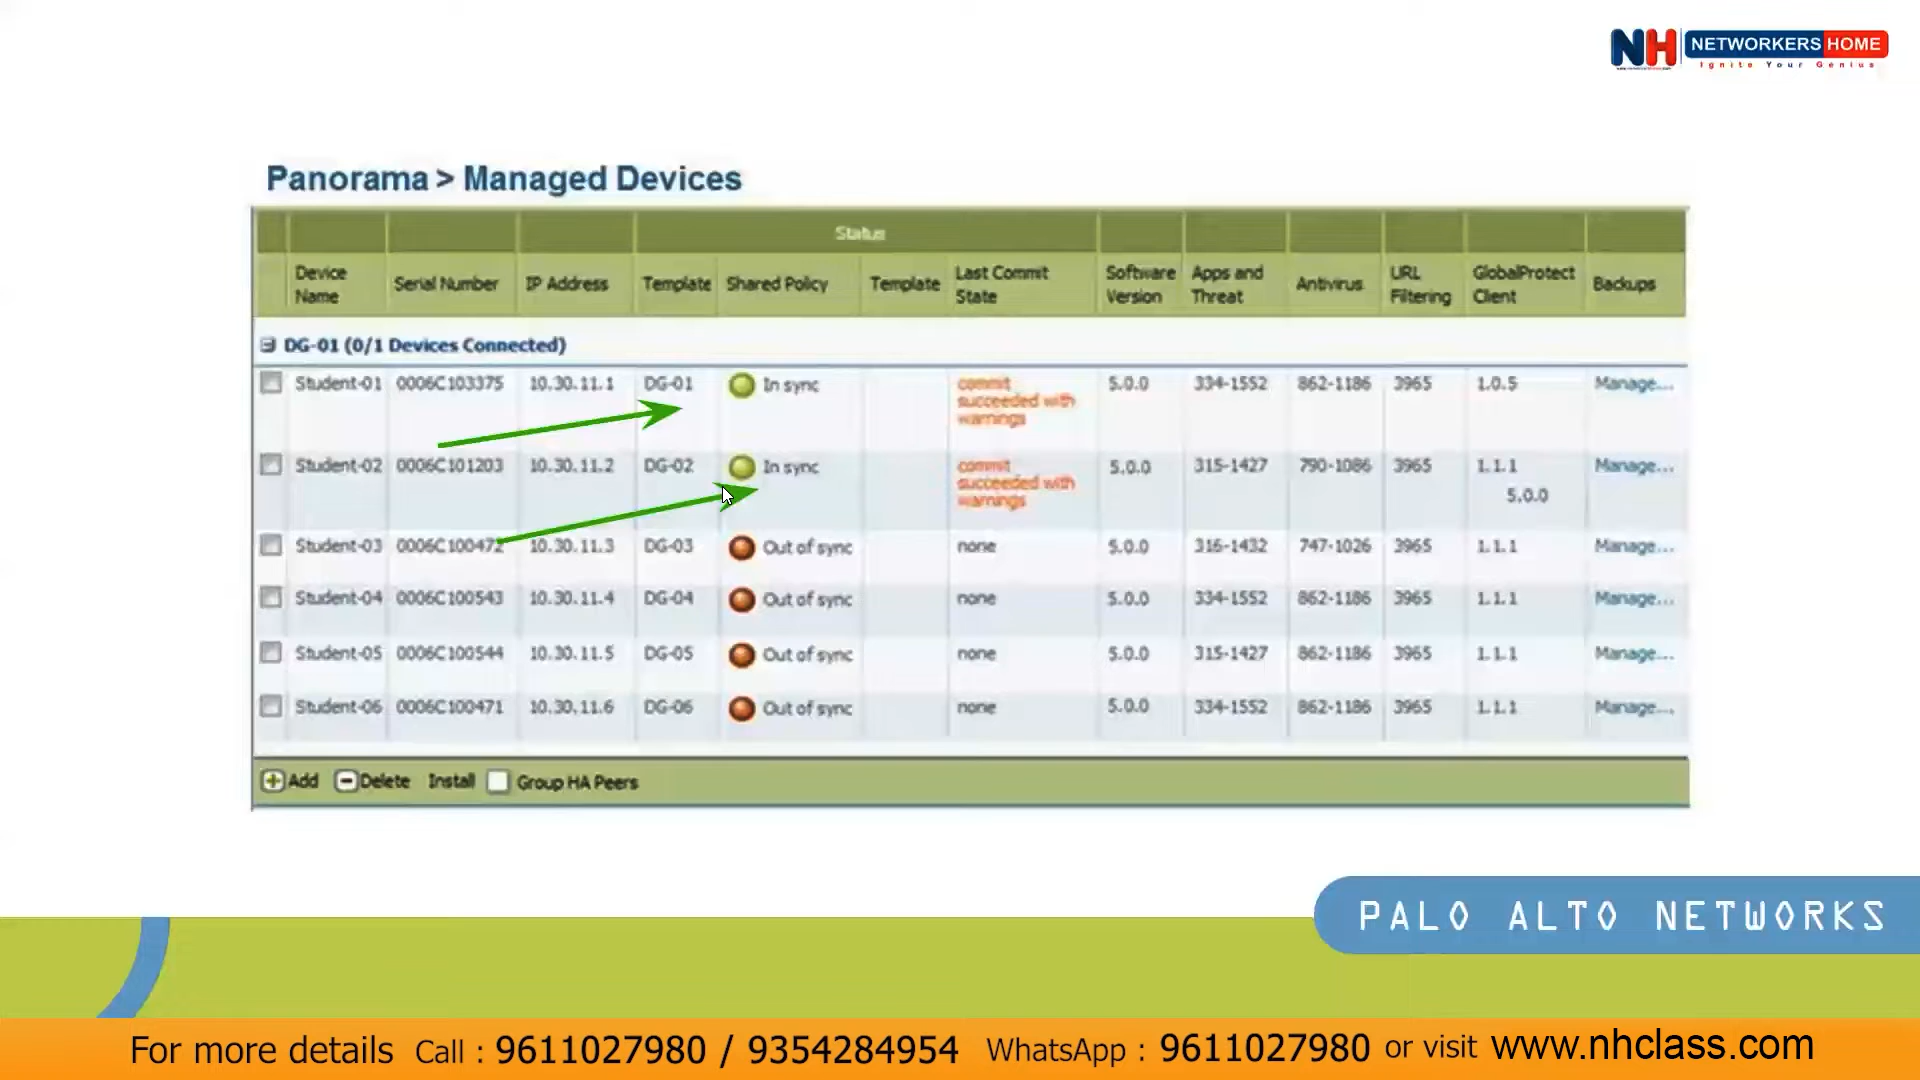 NH NETWORKERS HOME
Ignite Your Genius
Panorama > Managed Devices
Status
Device Name Serial Number IP Address Template Shared Policy Template Last Commit State Software Version Apps and Threat Antivirus URL Filtering GlobalProtect Client Backups
DG-01 (0/1 Devices Connected)
Student-01 0006C103375 10.30.11.1 DG-01 In sync commit succeeded with warnings 5.0.0 334-1552 862-1186 3965 1.0.5 Manage...
Student-02 0006C101203 10.30.11.2 DG-02 In sync commit succeeded with warnings 5.0.0 315-1427 790-1086 3965 1.1.1 Manage...
5.0.0
Student-03 0006C100472 10.30.11.3 DG-03 Out of sync none 5.0.0 316-1432 747-1026 3965 1.1.1 Manage...
Student-04 0006C100543 10.30.11.4 DG-04 Out of sync none 5.0.0 334-1552 862-1186 3965 1.1.1 Manage...
Student-05 0006C100544 10.30.11.5 DG-05 Out of sync none 5.0.0 315-1427 862-1186 3965 1.1.1 Manage...
Student-06 0006C100471 10.30.11.6 DG-06 Out of sync none 5.0.0 334-1552 862-1186 3965 1.1.1 Manage...
Add Delete Install Group HA Peers
PALO ALTO NETWORKS
For more details Call : 9611027980 / 9354284954 WhatsApp : 9611027980 or visit www.nhclass.com